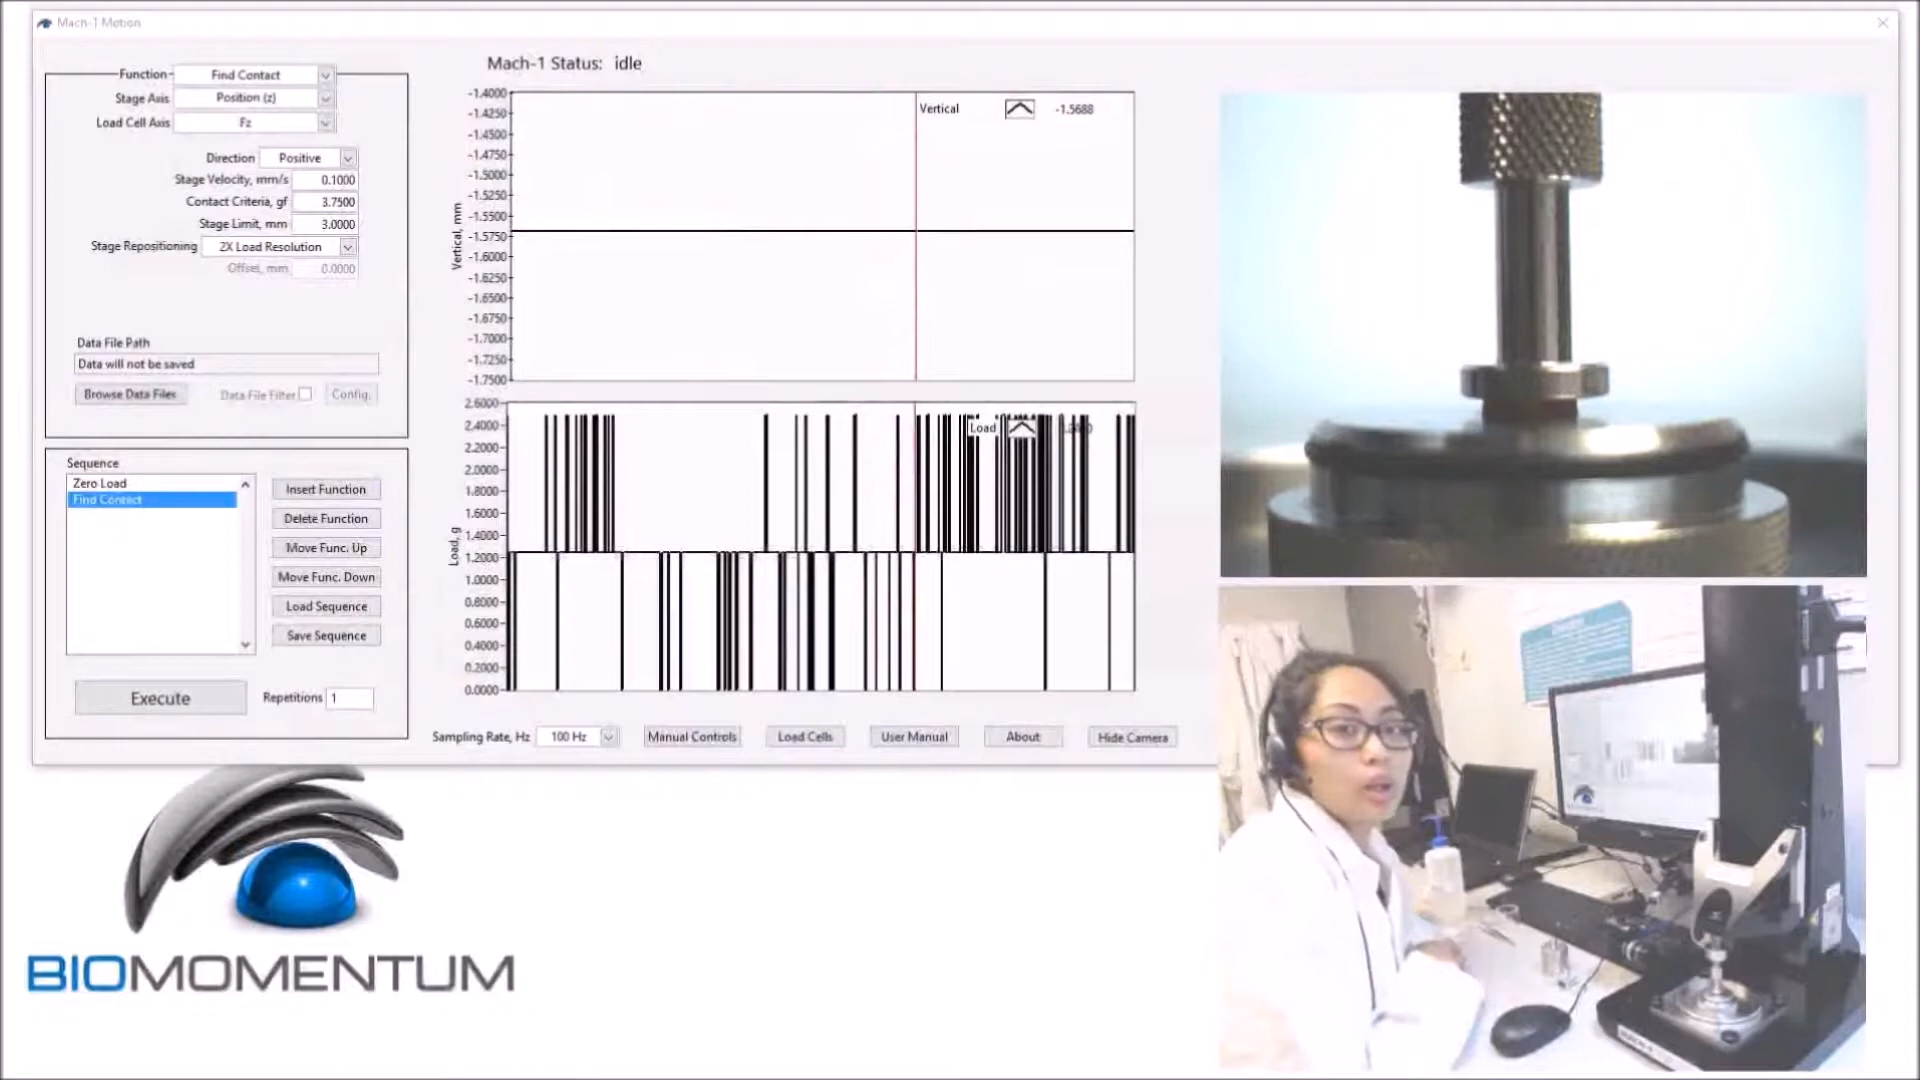 Mach-1 Motion
Function
Find Contact
Stage Axis
Position (z)
Load Cell Axis
Fz
Direction
Positive
Stage Velocity, mm/s
0.1000
Contact Criteria, gf
3.7500
Stage Limit, mm
3.0000
Stage Repositioning
2X Load Resolution
Offset, mm
0.0000
Data File Path
Data will not be saved
Browse Data Files
Data File Filter
Config.
Sequence
Zero Load
Find Contact
Insert Function
Delete Function
Move Func. Up
Move Func. Down
Load Sequence
Save Sequence
Execute
Repetitions
1
Mach-1 Status: idle
Vertical, mm
-1.4000
-1.4250
-1.4500
-1.4750
-1.5000
-1.5250
-1.5500
-1.5750
-1.6000
-1.6250
-1.6500
-1.6750
-1.7000
-1.7250
-1.7500
Vertical
-1.5688
Load, g
2.6000
2.4000
2.2000
2.0000
1.8000
1.6000
1.4000
1.2000
1.0000
0.8000
0.6000
0.4000
0.2000
0.0000
Load
Sampling Rate, Hz
100 Hz
Manual Controls
Load Cells
User Manual
About
Hide Camera
BIOMOMENTUM